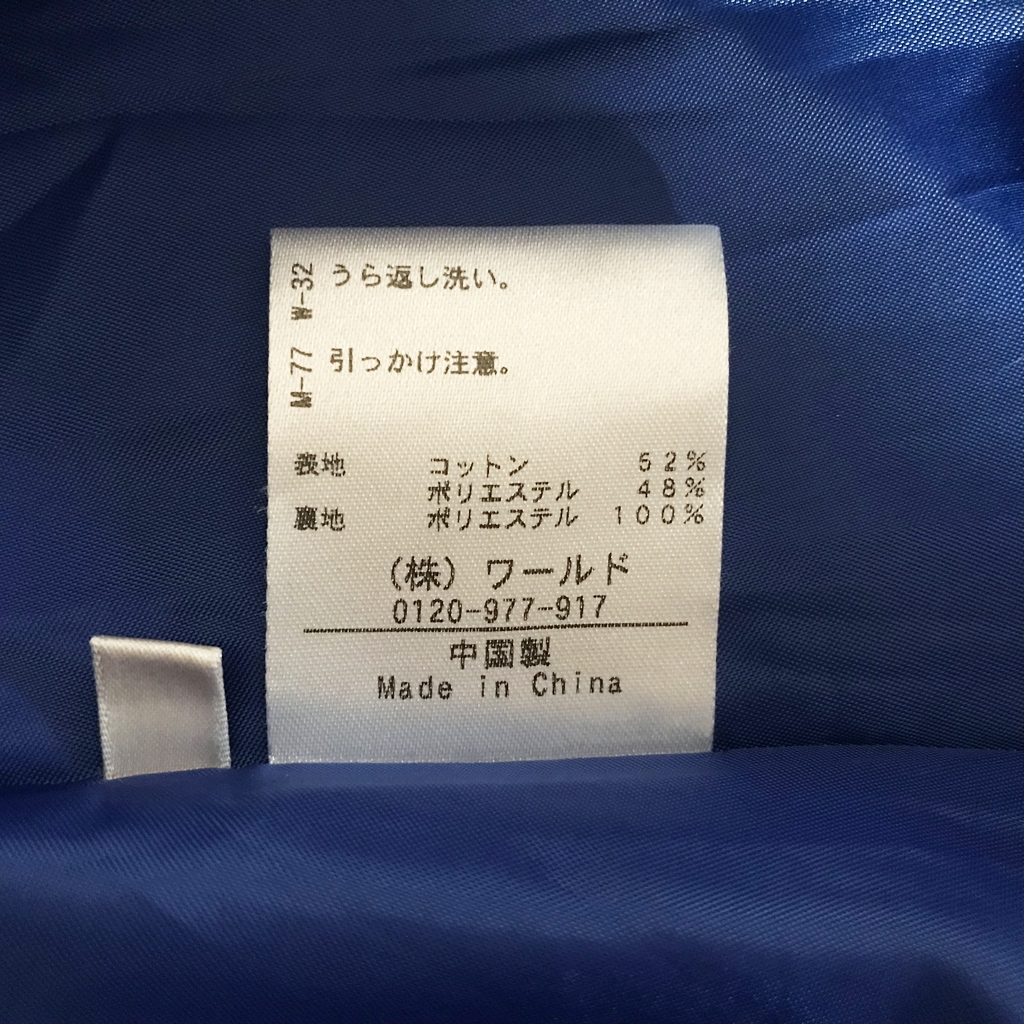 W-32 うら返し洗い。
M-77 引っかけ注意。
表地 コットン 52%
ポリエステル 48%
裏地 ポリエステル 100%
（株）ワールド
0120-977-917
中国製
Made in China